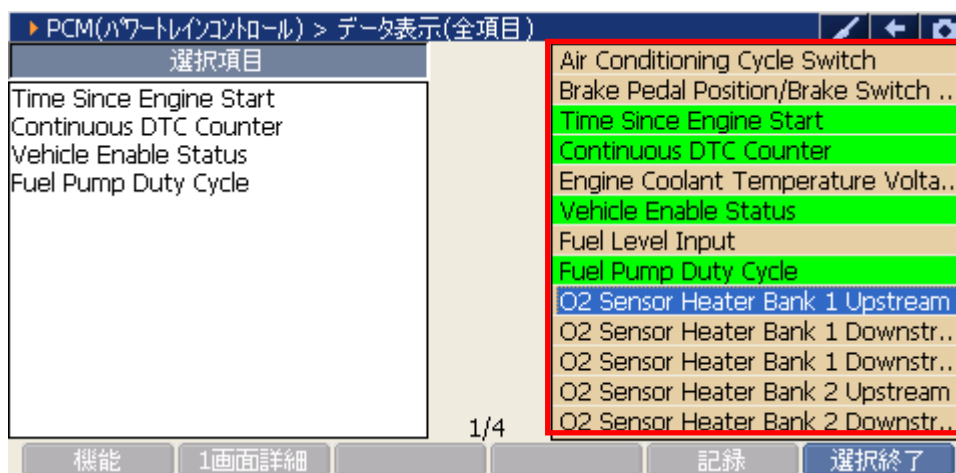 PCM(パワートレインコントロール) > データ表示(全項目)
選択項目
Time Since Engine Start
Continuous DTC Counter
Vehicle Enable Status
Fuel Pump Duty Cycle
Air Conditioning Cycle Switch
Brake Pedal Position/Brake Switch ..
Time Since Engine Start
Continuous DTC Counter
Engine Coolant Temperature Volta..
Vehicle Enable Status
Fuel Level Input
Fuel Pump Duty Cycle
O2 Sensor Heater Bank 1 Upstream
O2 Sensor Heater Bank 1 Downstr..
O2 Sensor Heater Bank 1 Downstr..
O2 Sensor Heater Bank 2 Upstream
O2 Sensor Heater Bank 2 Downstr..
1/4
機能 1画面詳細 記録 選択終了